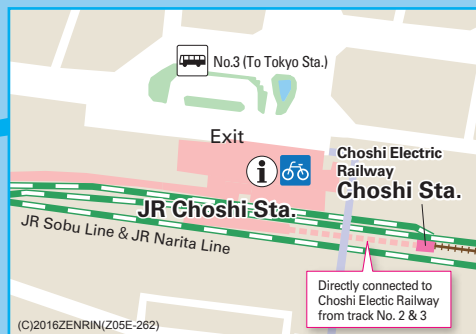 No.3 (To Tokyo Sta.)
Exit
i
Choshi Electric
Railway
Choshi Sta.
JR Choshi Sta.
JR Sobu Line & JR Narita Line
Directly connected to
Choshi Electic Railway
from track No. 2 & 3
(C)2016ZENRIN(Z05E-262)